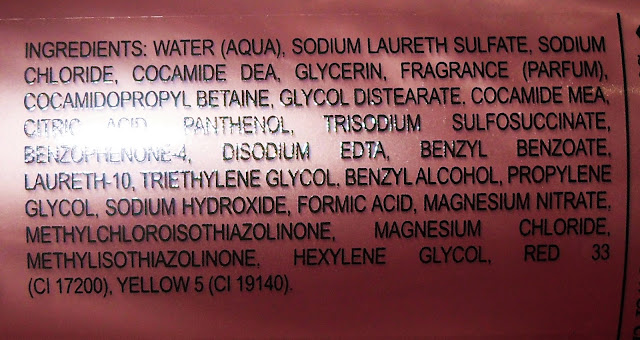 INGREDIENTS: WATER (AQUA), SODIUM LAURETH SULFATE, SODIUM
CHLORIDE, COCAMIDE DEA, GLYCERIN, FRAGRANCE (PARFUM),
COCAMIDOPROPYL BETAINE, GLYCOL DISTEARATE, COCAMIDE MEA,
CITRIC ACID, PANTHENOL, TRISODIUM SULFOSUCCINATE,
BENZOPHENONE-4, DISODIUM EDTA, BENZYL BENZOATE,
LAURETH-10, TRIETHYLENE GLYCOL, BENZYL ALCOHOL, PROPYLENE
GLYCOL, SODIUM HYDROXIDE, FORMIC ACID, MAGNESIUM NITRATE,
METHYLCHLOROISOTHIAZOLINONE, MAGNESIUM CHLORIDE,
METHYLISOTHIAZOLINONE, HEXYLENE GLYCOL, RED 33
(CI 17200), YELLOW 5 (CI 19140).